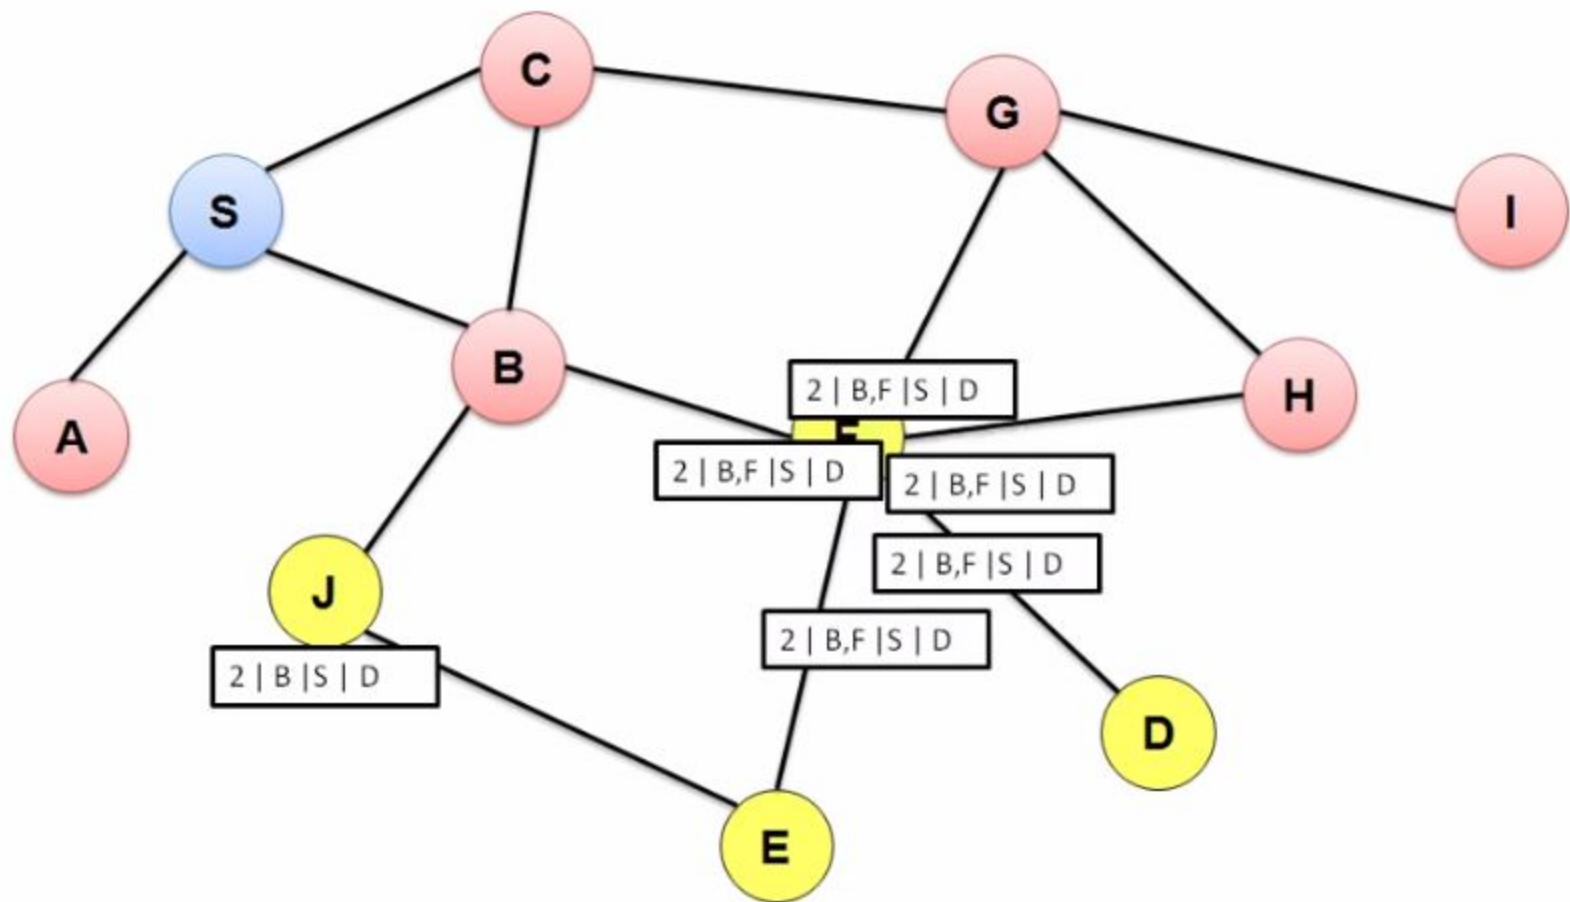 C
G
S
I
B
2 | B,F |S | D
H
A
F
2 | B,F |S | D
2 | B,F |S | D
2 | B,F |S | D
J
2 | B,F |S | D
2 | B |S | D
D
E